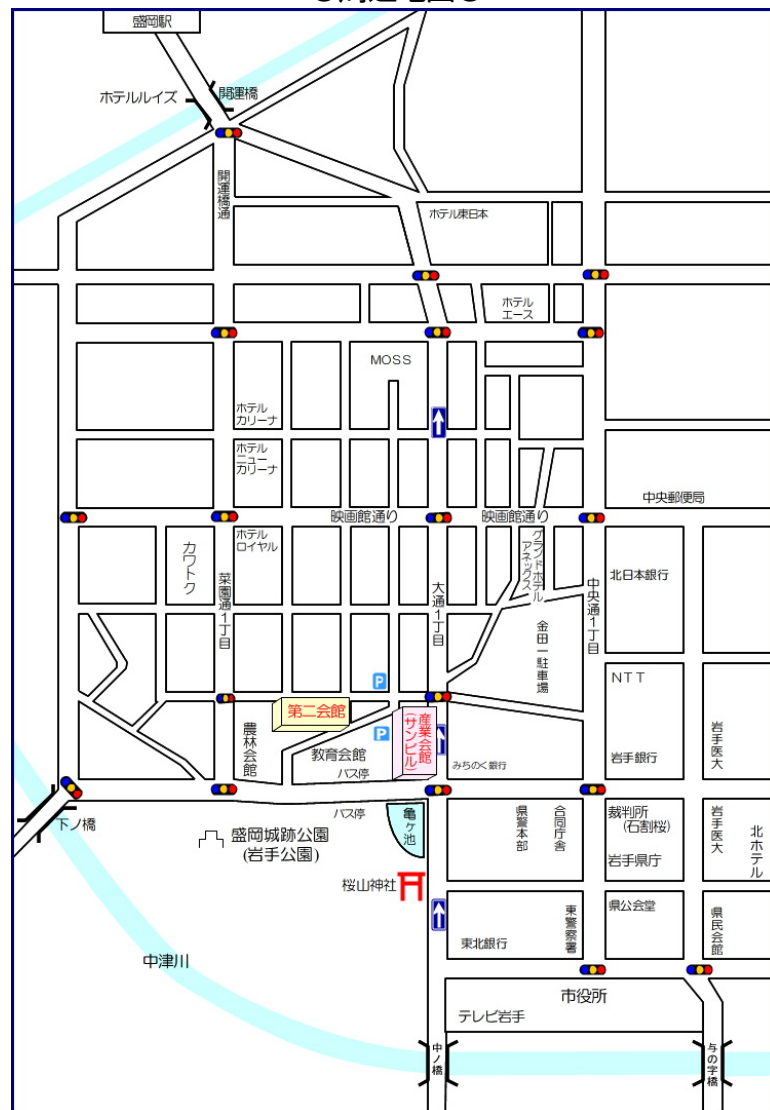 盛岡駅
ホテルルイズ
開運橋
開運橋通
ホテル東日本
ホテル
エース
MOSS
ホテル
カリーナ
ホテル
ニュー
カリーナ
中央郵便局
映画館通り
映画館通り
ホテル
ロイヤル
カワトク
菜園通1丁目
大通1丁目
グランドホテル
アネックス
中央通1丁目
北日本銀行
金田一駐車場
NTT
P
第二会館
産業会館
(サンビル)
P
農林会館
教育会館
バス停
みちのく銀行
岩手銀行
岩手医大
下ノ橋
バス停
亀ヶ池
盛岡城跡公園
(岩手公園)
県警本部
合同庁舎
裁判所
(石割桜)
岩手県庁
岩手医大
北ホテル
桜山神社
県公会堂
県民会館
東北銀行
東警察署
中津川
市役所
テレビ岩手
中ノ橋
与の字橋